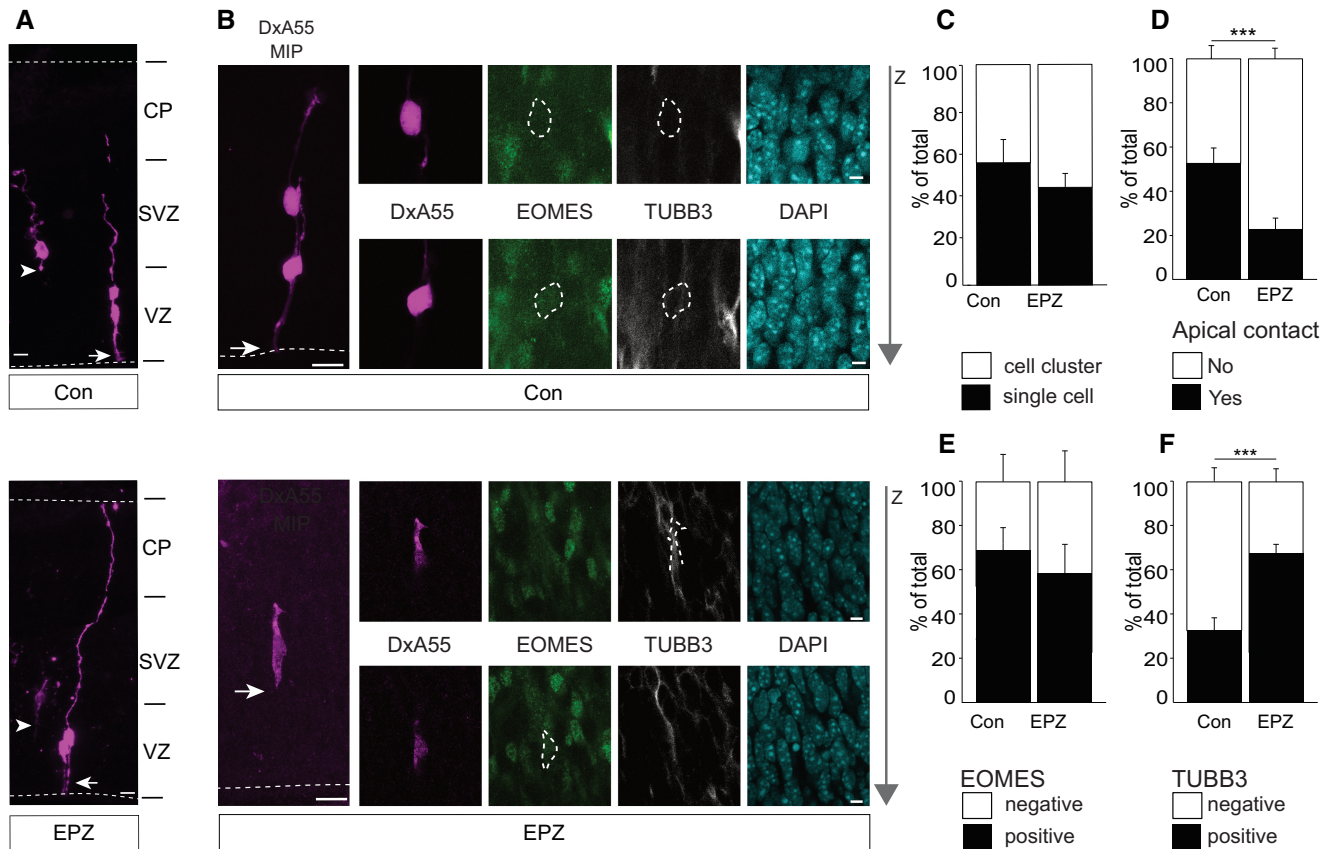 A
CP
SVZ
VZ
Con
B
DxA55
MIP
DxA55
EOMES
TUBB3
DAPI
Z
Con
C
% of total
100
80
60
40
20
0
Con
EPZ
cell cluster
single cell
D
***
% of total
100
80
60
40
20
0
Con
EPZ
Apical contact
No
Yes
CP
SVZ
VZ
EPZ
DxA55
MIP
DxA55
EOMES
TUBB3
DAPI
Z
EPZ
E
% of total
100
80
60
40
20
0
Con
EPZ
EOMES
negative
positive
F
***
% of total
100
80
60
40
20
0
Con
EPZ
TUBB3
negative
positive